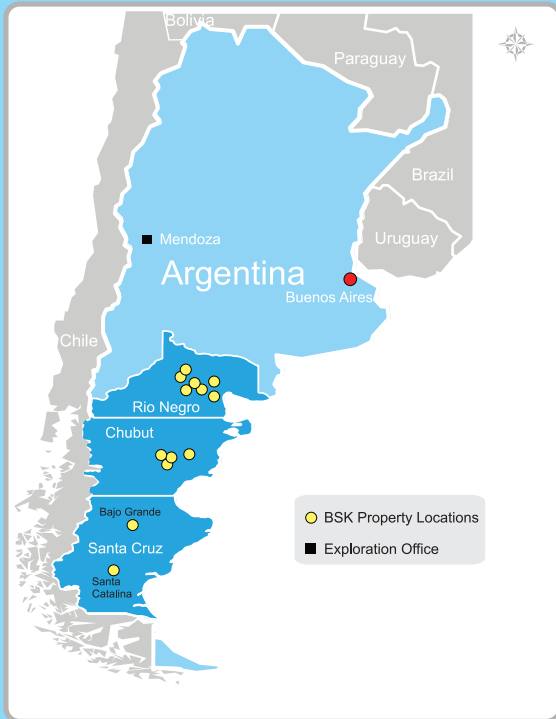 Bolivia
Paraguay
Brazil
Uruguay
Mendoza
Argentina
Buenos Aires
Chile
Rio Negro
Chubut
Bajo Grande
Santa Cruz
Santa
Catalina
BSK Property Locations
Exploration Office